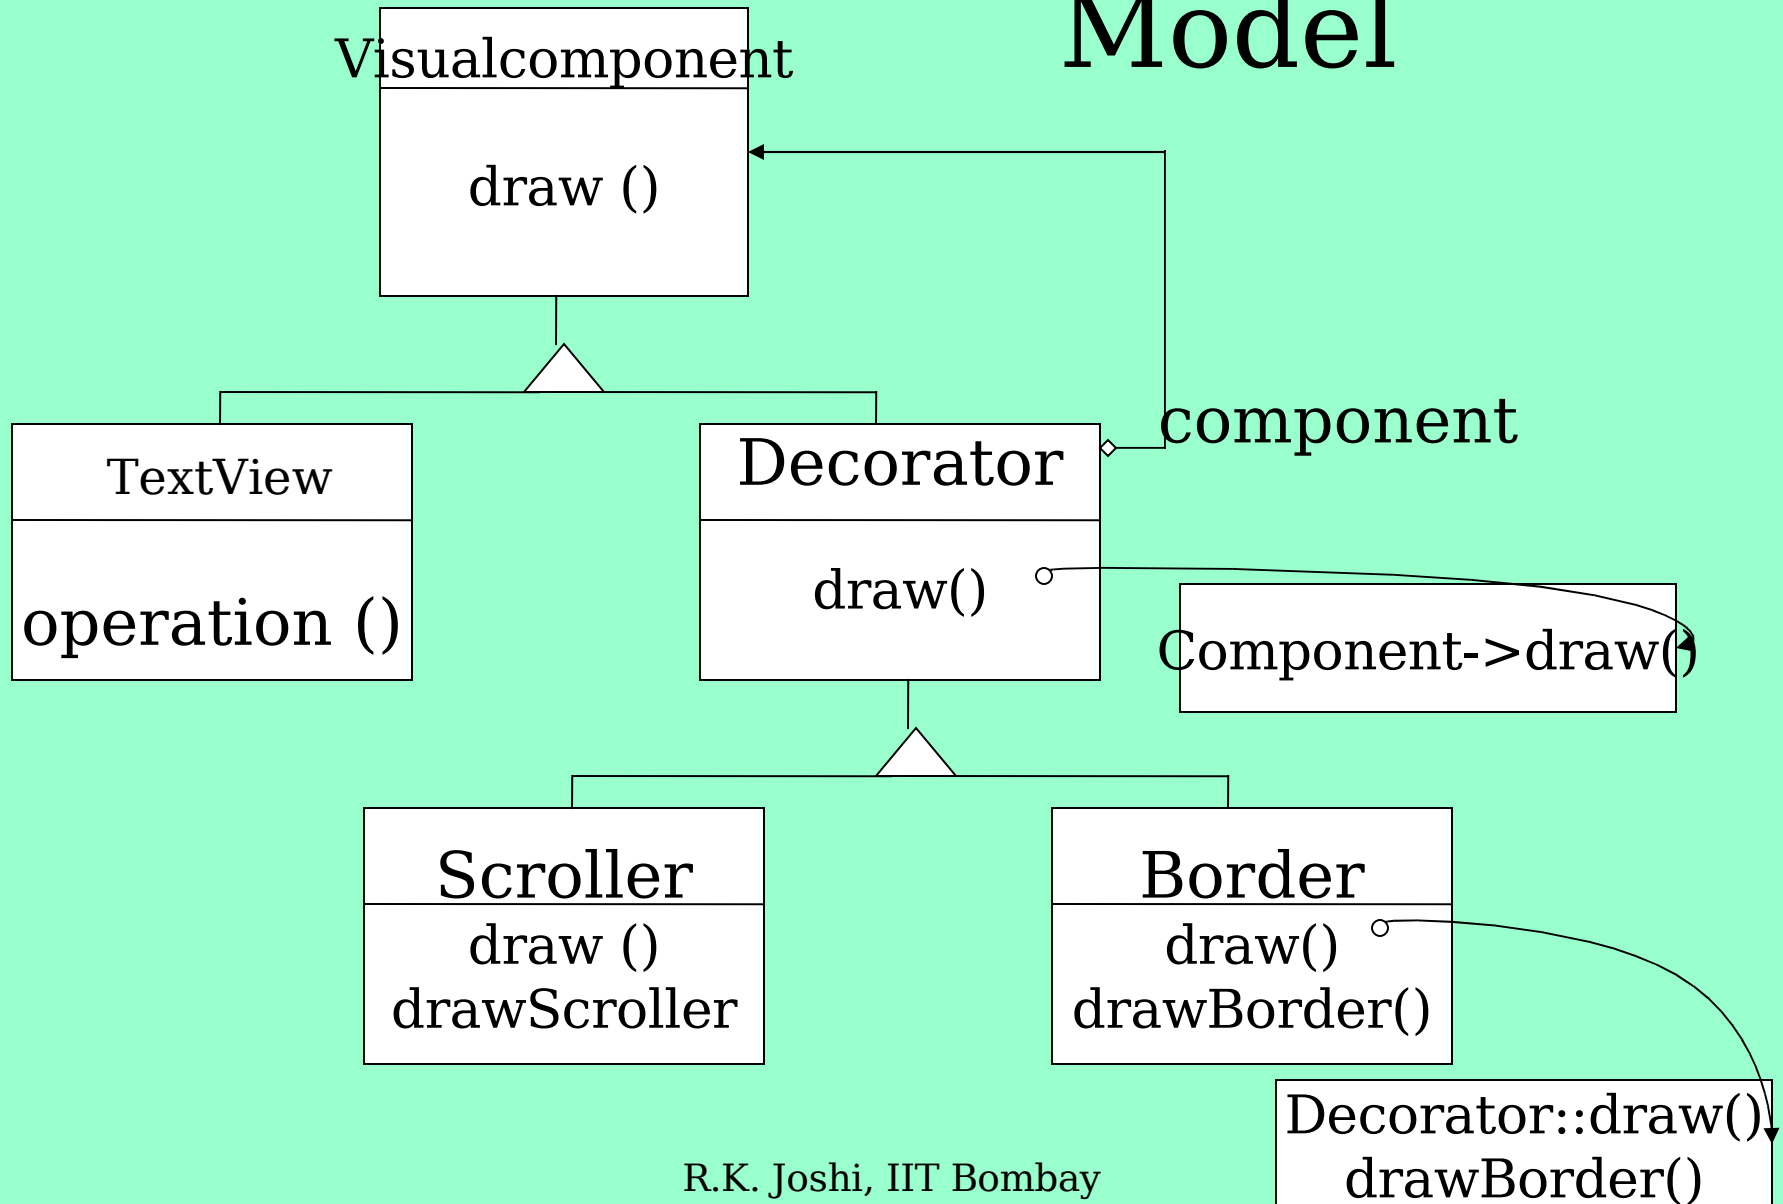 Model
Visualcomponent
draw ()
component
TextView
operation ()
Decorator
draw()
Component->draw()
Scroller
draw ()
drawScroller
Border
draw()
drawBorder()
Decorator::draw()
drawBorder()
R.K. Joshi, IIT Bombay